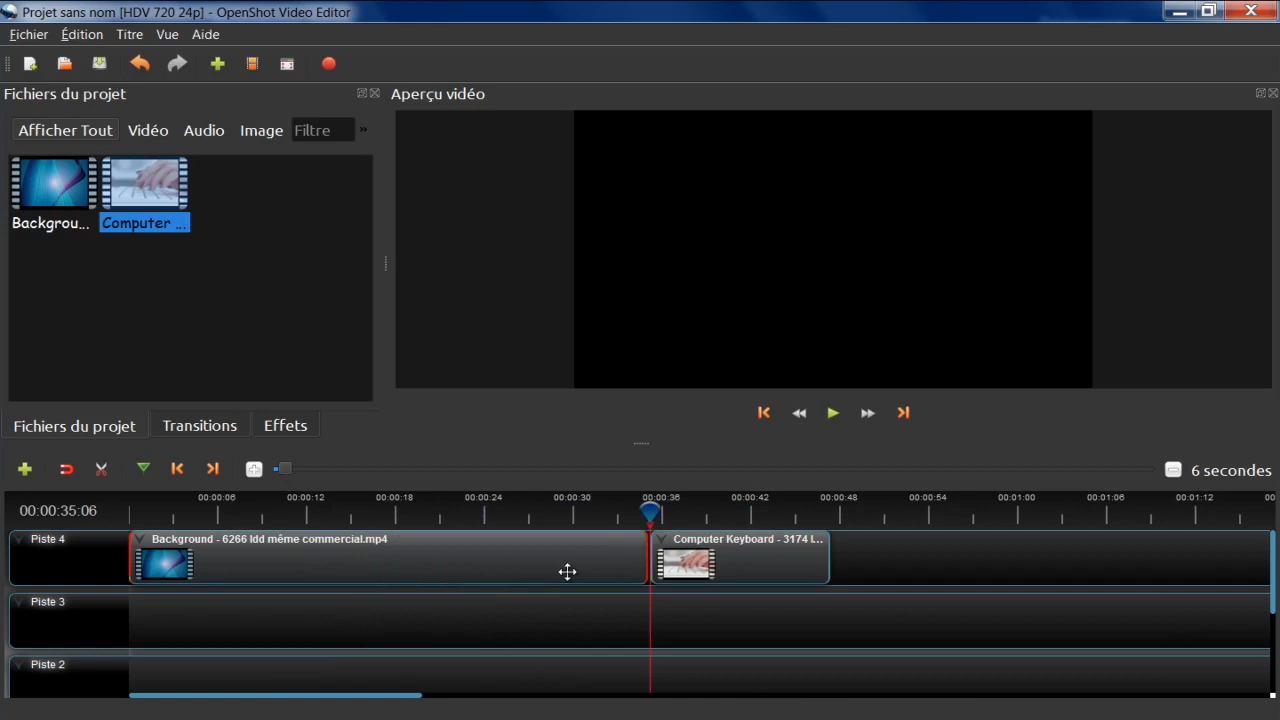 Projet sans nom [HDV 720 24p] - OpenShot Video Editor
Fichier Édition Titre Vue Aide
Fichiers du projet
Aperçu vidéo
Afficher Tout Vidéo Audio Image Filtre »
Backgrou... Computer ...
Fichiers du projet Transitions Effets
6 secondes
00:00:35:06
00:00:06 00:00:12 00:00:18 00:00:24 00:00:30 00:00:36 00:00:42 00:00:48 00:00:54 00:01:00 00:01:06 00:01:12 00
Piste 4
Background - 6266 ldd même commercial.mp4
Computer Keyboard - 3174 l...
Piste 3
Piste 2